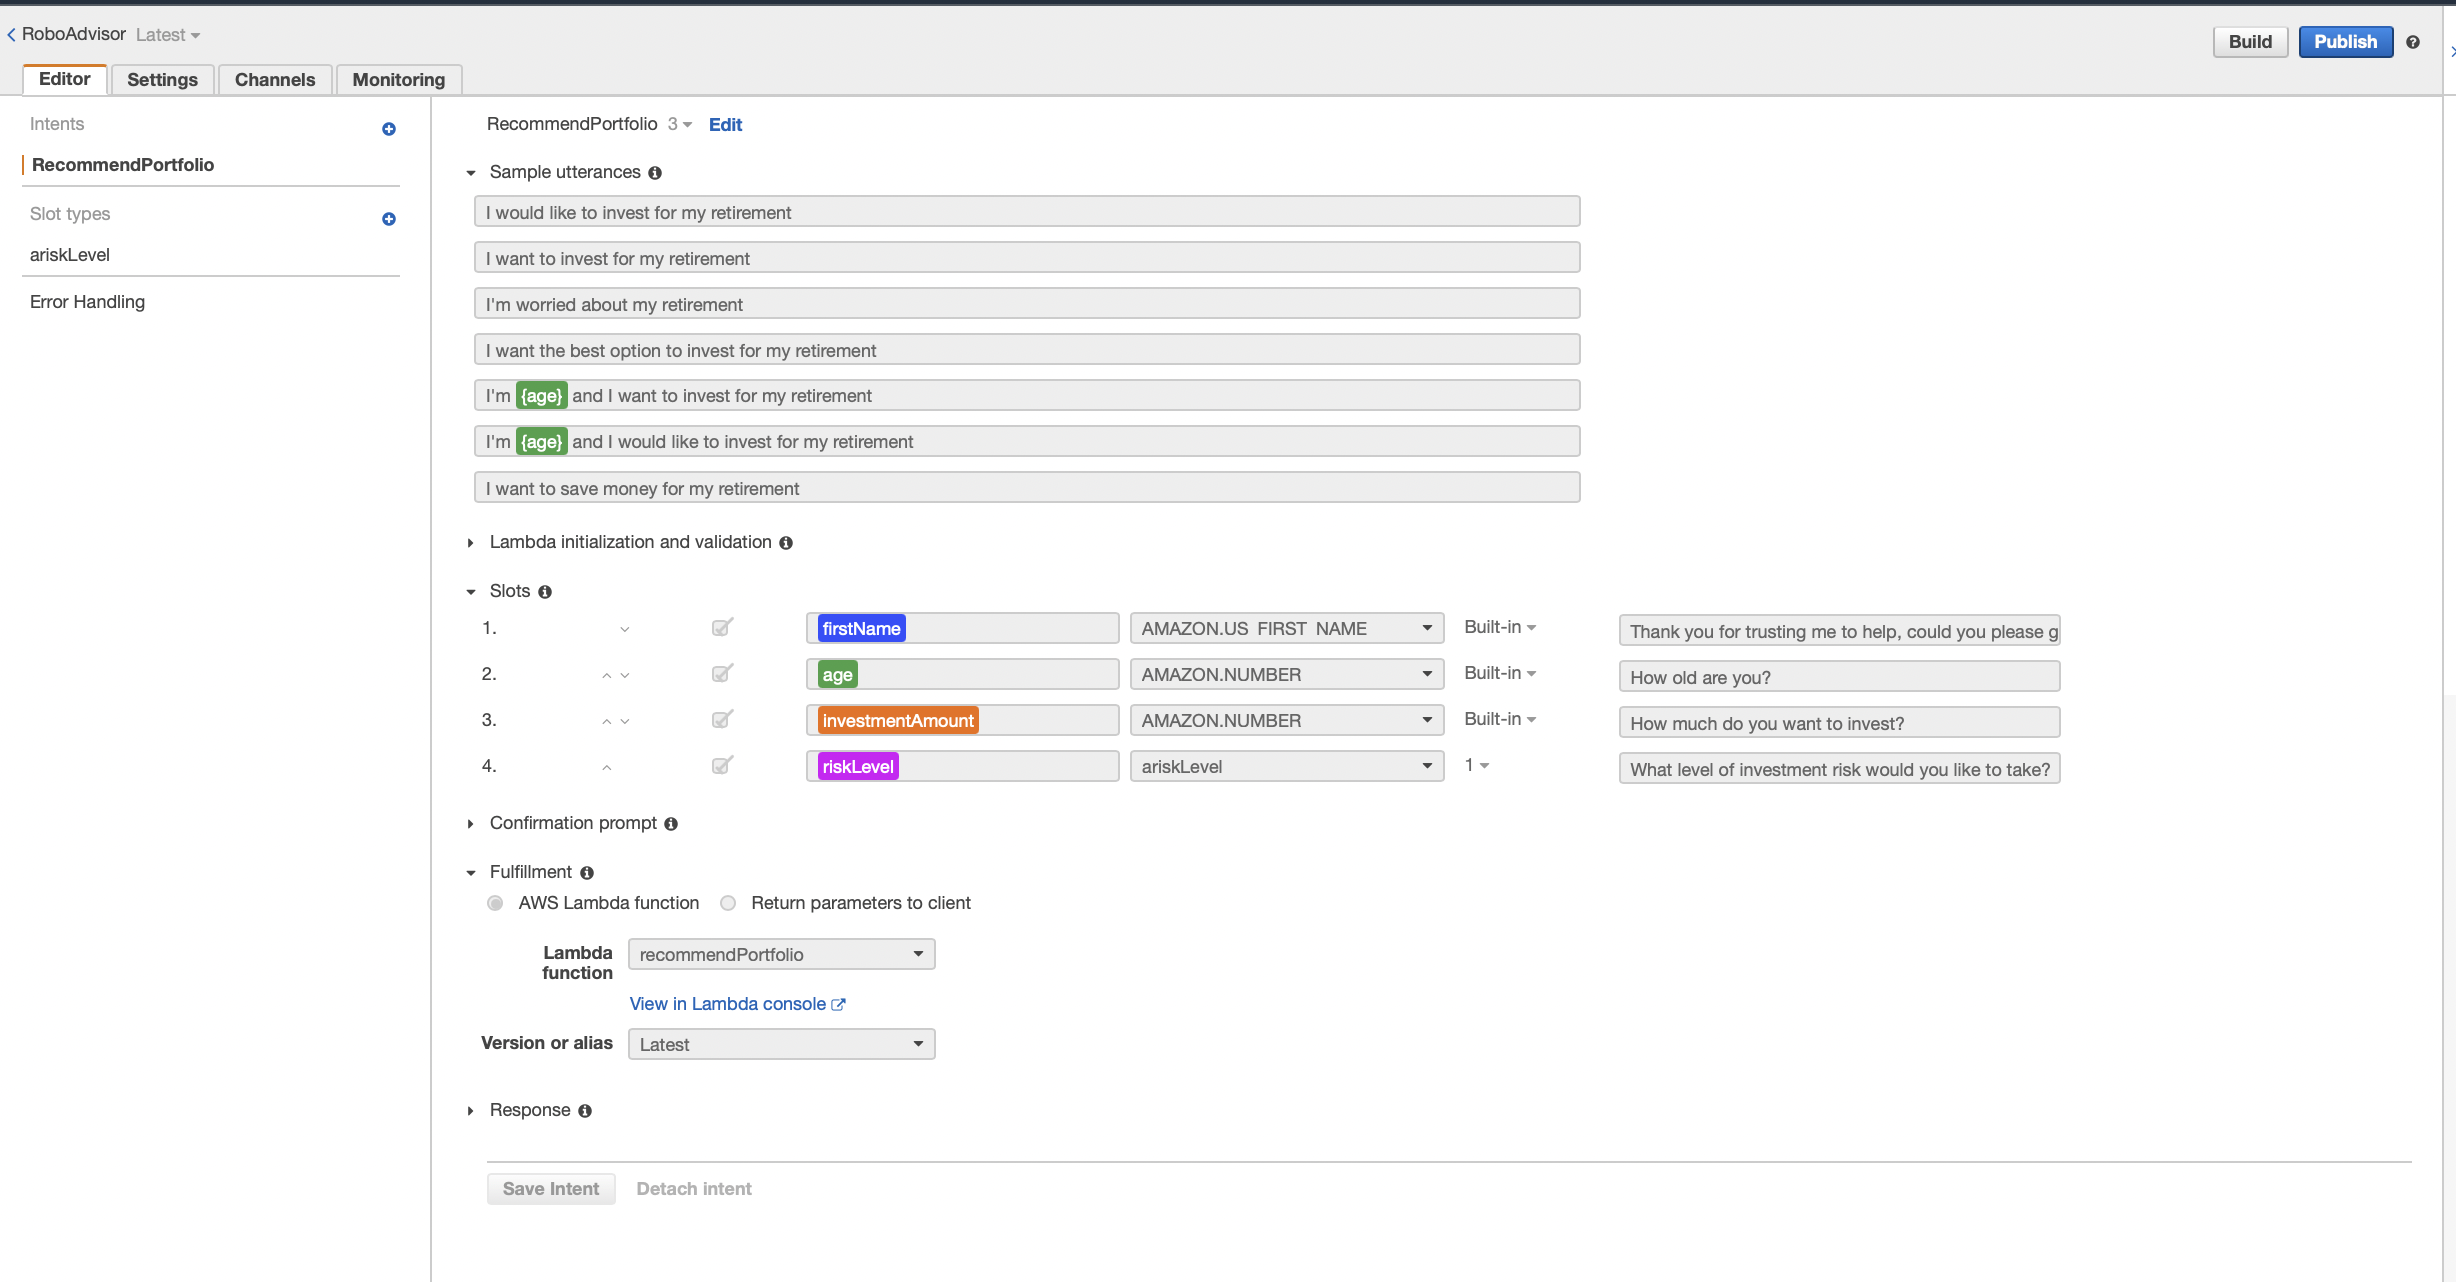 RoboAdvisor Latest
Build Publish
Editor Settings Channels Monitoring
Intents
RecommendPortfolio
Slot types
ariskLevel
Error Handling
RecommendPortfolio 3 Edit
Sample utterances
I would like to invest for my retirement
I want to invest for my retirement
I'm worried about my retirement
I want the best option to invest for my retirement
I'm {age} and I want to invest for my retirement
I'm {age} and I would like to invest for my retirement
I want to save money for my retirement
Lambda initialization and validation
Slots
1. firstName AMAZON.US_FIRST_NAME Built-in Thank you for trusting me to help, could you please g
2. age AMAZON.NUMBER Built-in How old are you?
3. investmentAmount AMAZON.NUMBER Built-in How much do you want to invest?
4. riskLevel ariskLevel 1 What level of investment risk would you like to take?
Confirmation prompt
Fulfillment
AWS Lambda function Return parameters to client
Lambda function recommendPortfolio
View in Lambda console
Version or alias Latest
Response
Save Intent Detach intent